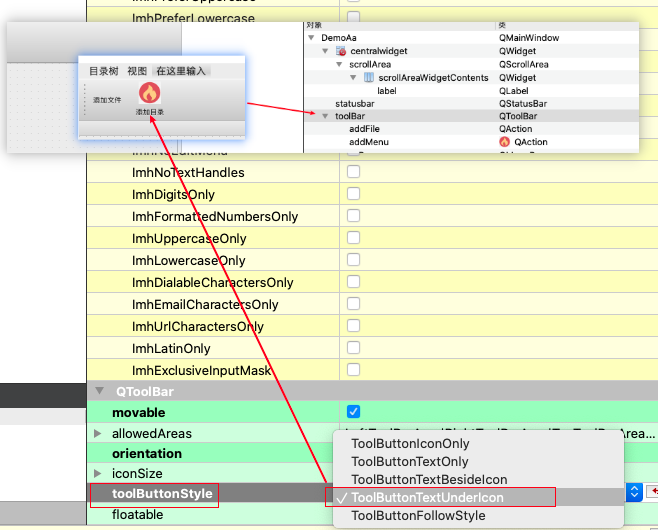 ImhPreferLowercase
对象 类
DemoAa QMainWindow
centralwidget QWidget
scrollArea QScrollArea
scrollAreaWidgetContents QWidget
label QLabel
statusbar QStatusBar
toolBar QToolBar
addFile QAction
addMenu QAction
目录树 视图 在这里输入
添加文件
添加目录
ImhNoTextHandles
ImhDigitsOnly
ImhFormattedNumbersOnly
ImhUppercaseOnly
ImhLowercaseOnly
ImhDialableCharactersOnly
ImhEmailCharactersOnly
ImhUrlCharactersOnly
ImhLatinOnly
ImhExclusiveInputMask
QToolBar
movable
allowedAreas
orientation
iconSize
toolButtonStyle
floatable
ToolButtonIconOnly
ToolButtonTextOnly
ToolButtonTextBesideIcon
✓ ToolButtonTextUnderIcon
ToolButtonFollowStyle